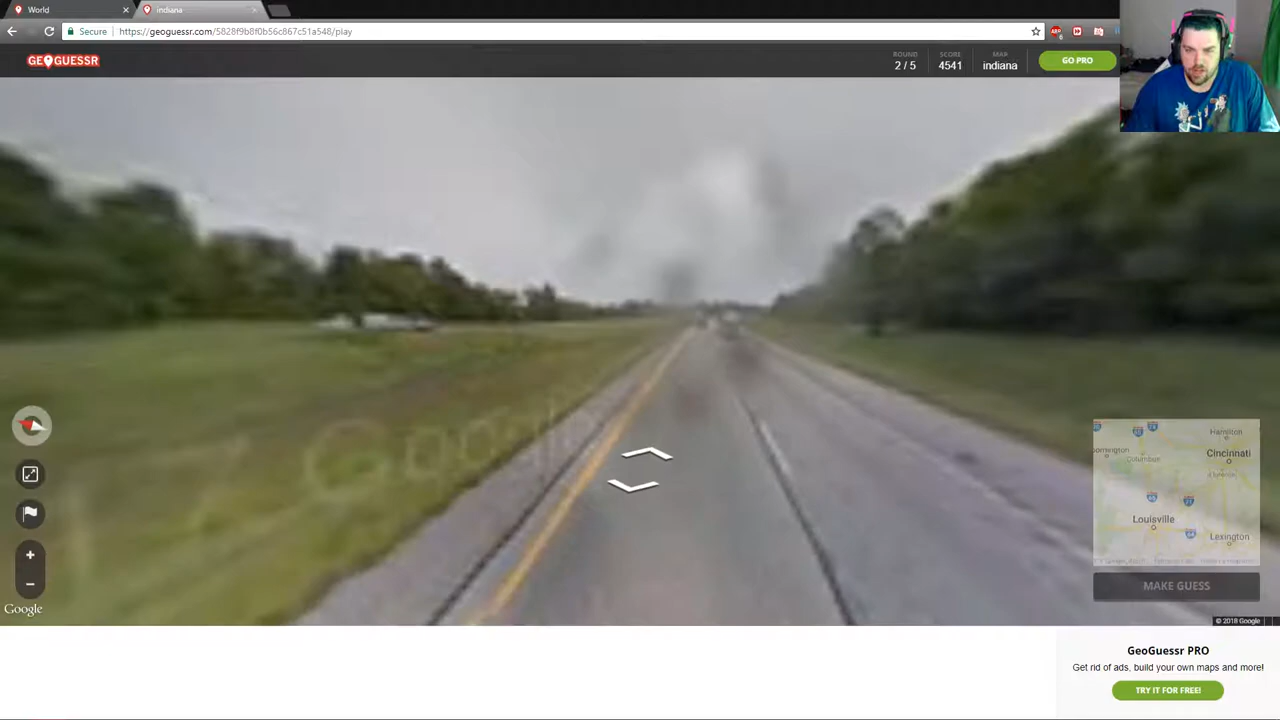 World
indiana
Secure
https://geoguessr.com/5828f9b8f0b56c867c51a548/play
GEOGUESSR
ROUND
2 / 5
SCORE
4541
MAP
indiana
GO PRO
Google
Hamilton
Cincinnati
Columbus
Louisville
Lexington
MAKE GUESS
Google
© 2018 Google
GeoGuessr PRO
Get rid of ads, build your own maps and more!
TRY IT FOR FREE!